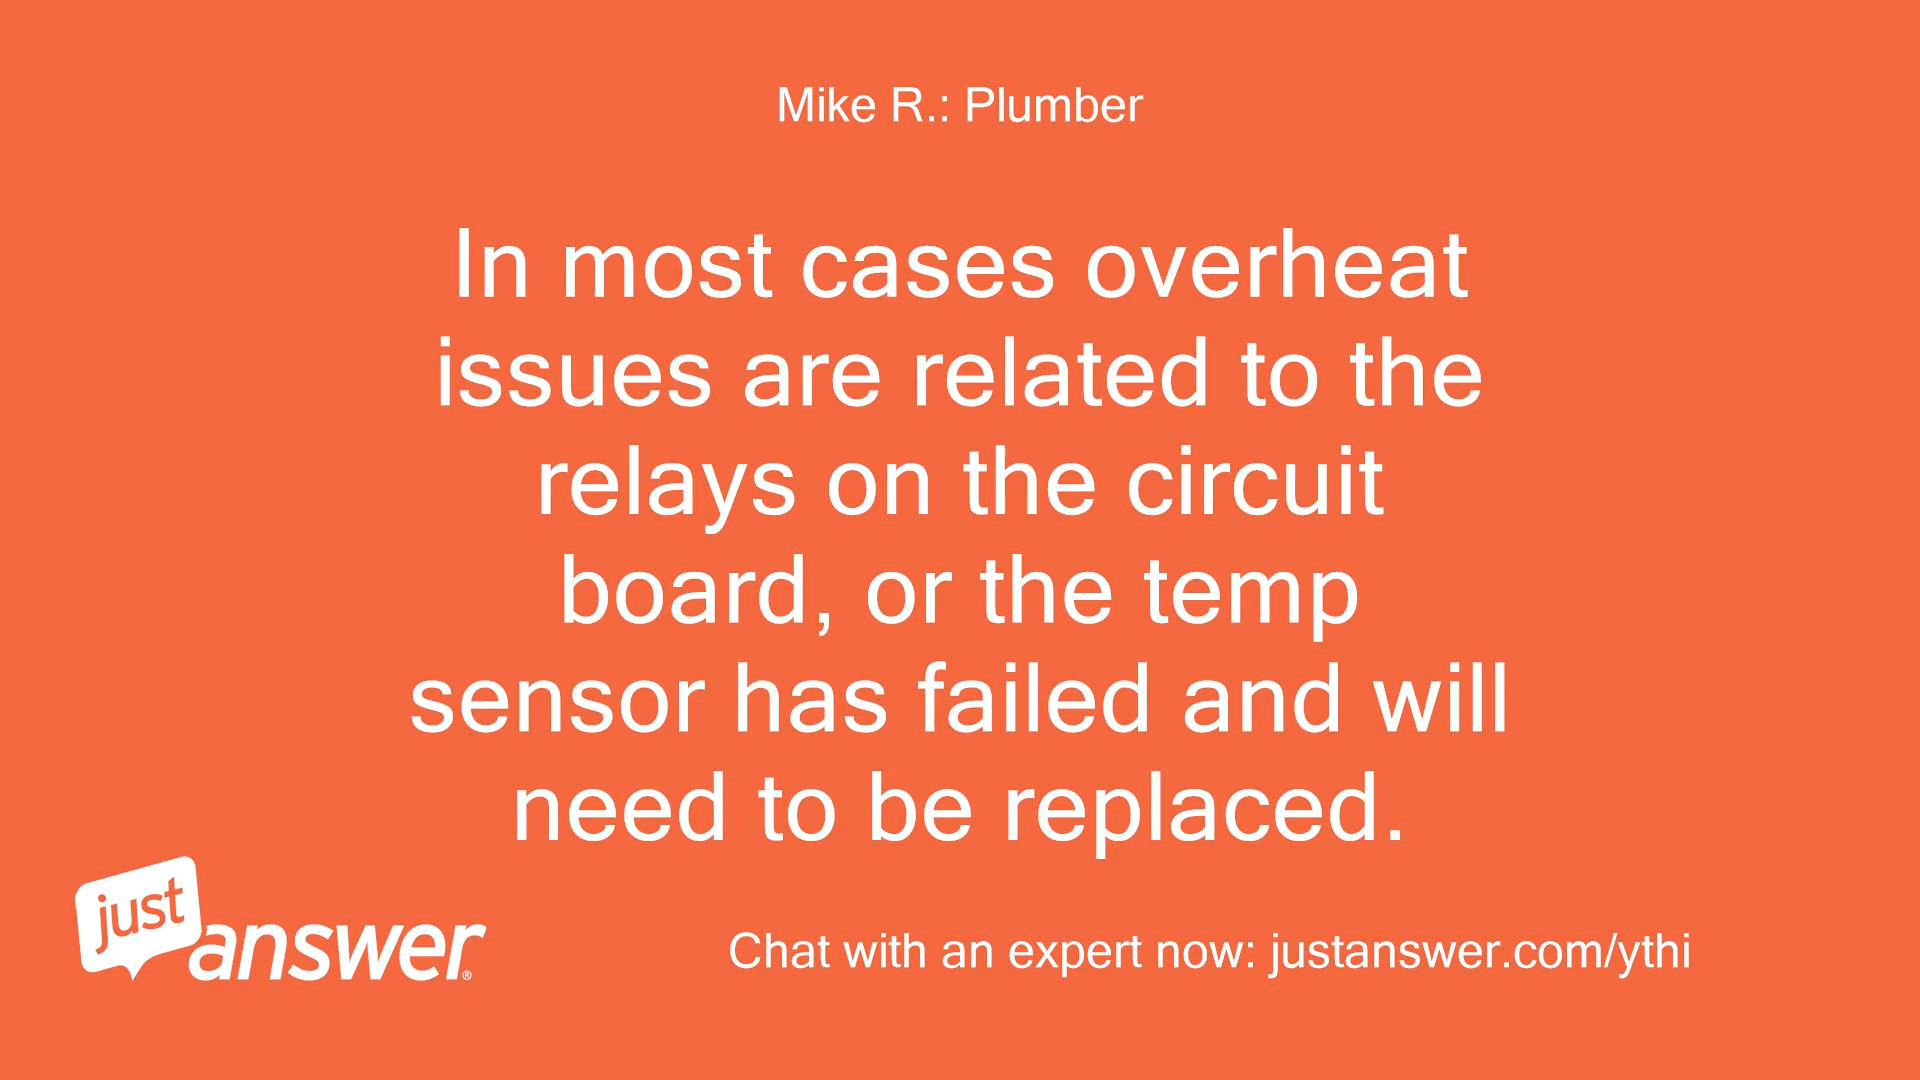 Mike R.: Plumber
In most cases overheat
issues are related to the
relays on the circuit
board, or the temp
sensor has failed and will
need to be replaced.
just
answer®
Chat with an expert now: justanswer.com/ythi